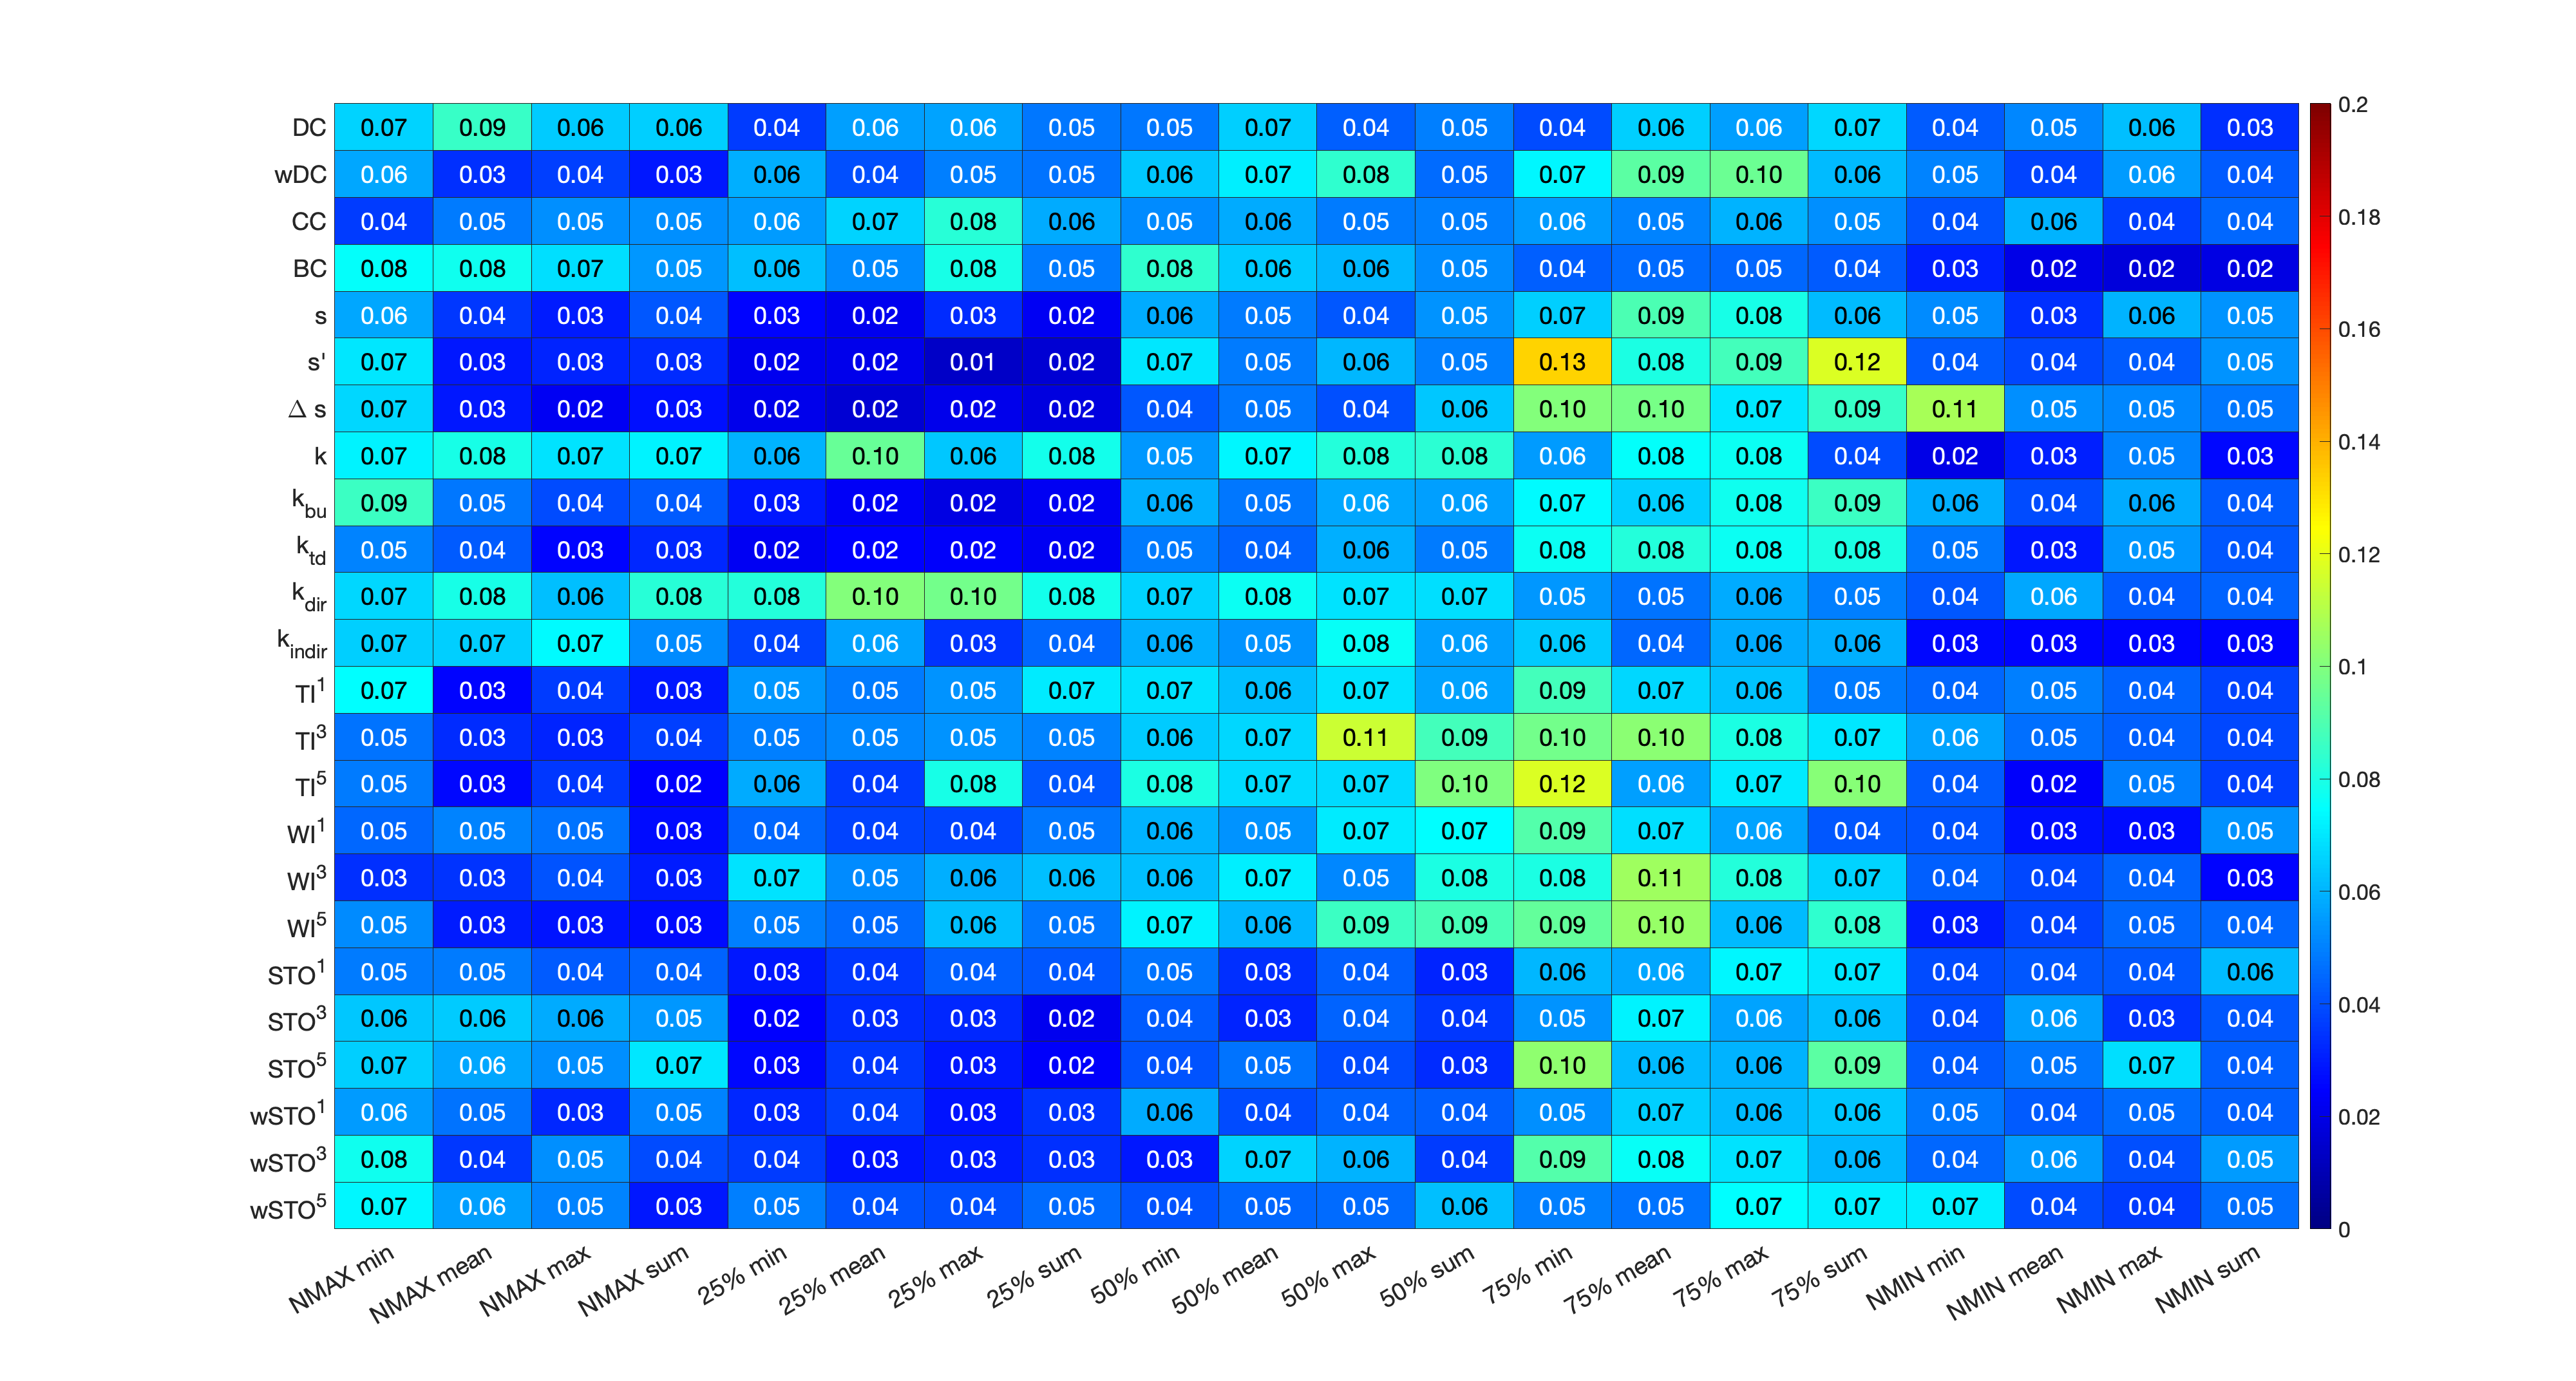 DC 0.07 0.09 0.06 0.06 0.04 0.06 0.06 0.05 0.05 0.07 0.04 0.05 0.04 0.06 0.06 0.07 0.04 0.05 0.06 0.03
wDC 0.06 0.03 0.04 0.03 0.06 0.04 0.05 0.05 0.06 0.07 0.08 0.05 0.07 0.09 0.10 0.06 0.05 0.04 0.06 0.04
CC 0.04 0.05 0.05 0.05 0.06 0.07 0.08 0.06 0.05 0.06 0.05 0.05 0.06 0.05 0.06 0.05 0.04 0.06 0.04 0.04
BC 0.08 0.08 0.07 0.05 0.06 0.05 0.08 0.05 0.08 0.06 0.06 0.05 0.04 0.05 0.05 0.04 0.03 0.02 0.02 0.02
s 0.06 0.04 0.03 0.04 0.03 0.02 0.03 0.02 0.06 0.05 0.04 0.05 0.07 0.09 0.08 0.06 0.05 0.03 0.06 0.05
s' 0.07 0.03 0.03 0.03 0.02 0.02 0.01 0.02 0.07 0.05 0.06 0.05 0.13 0.08 0.09 0.12 0.04 0.04 0.04 0.05
Δ s 0.07 0.03 0.02 0.03 0.02 0.02 0.02 0.02 0.04 0.05 0.04 0.06 0.10 0.10 0.07 0.09 0.11 0.05 0.05 0.05
k 0.07 0.08 0.07 0.07 0.06 0.10 0.06 0.08 0.05 0.07 0.08 0.08 0.06 0.08 0.08 0.04 0.02 0.03 0.05 0.03
k_bu 0.09 0.05 0.04 0.04 0.03 0.02 0.02 0.02 0.06 0.05 0.06 0.06 0.07 0.06 0.08 0.09 0.06 0.04 0.06 0.04
k_td 0.05 0.04 0.03 0.03 0.02 0.02 0.02 0.02 0.05 0.04 0.06 0.05 0.08 0.08 0.08 0.08 0.05 0.03 0.05 0.04
k_dir 0.07 0.08 0.06 0.08 0.08 0.10 0.10 0.08 0.07 0.08 0.07 0.07 0.05 0.05 0.06 0.05 0.04 0.06 0.04 0.04
k_indir 0.07 0.07 0.07 0.05 0.04 0.06 0.03 0.04 0.06 0.05 0.08 0.06 0.06 0.04 0.06 0.06 0.03 0.03 0.03 0.03
TI^1 0.07 0.03 0.04 0.03 0.05 0.05 0.05 0.07 0.07 0.06 0.07 0.06 0.09 0.07 0.06 0.05 0.04 0.05 0.04 0.04
TI^3 0.05 0.03 0.03 0.04 0.05 0.05 0.05 0.05 0.06 0.07 0.11 0.09 0.10 0.10 0.08 0.07 0.06 0.05 0.04 0.04
TI^5 0.05 0.03 0.04 0.02 0.06 0.04 0.08 0.04 0.08 0.07 0.07 0.10 0.12 0.06 0.07 0.10 0.04 0.02 0.05 0.04
WI^1 0.05 0.05 0.05 0.03 0.04 0.04 0.04 0.05 0.06 0.05 0.07 0.07 0.09 0.07 0.06 0.04 0.04 0.03 0.03 0.05
WI^3 0.03 0.03 0.04 0.03 0.07 0.05 0.06 0.06 0.06 0.07 0.05 0.08 0.08 0.11 0.08 0.07 0.04 0.04 0.04 0.03
WI^5 0.05 0.03 0.03 0.03 0.05 0.05 0.06 0.05 0.07 0.06 0.09 0.09 0.09 0.10 0.06 0.08 0.03 0.04 0.05 0.04
STO^1 0.05 0.05 0.04 0.04 0.03 0.04 0.04 0.04 0.05 0.03 0.04 0.03 0.06 0.06 0.07 0.07 0.04 0.04 0.04 0.06
STO^3 0.06 0.06 0.06 0.05 0.02 0.03 0.03 0.02 0.04 0.03 0.04 0.04 0.05 0.07 0.06 0.06 0.04 0.06 0.03 0.04
STO^5 0.07 0.06 0.05 0.07 0.03 0.04 0.03 0.02 0.04 0.05 0.04 0.03 0.10 0.06 0.06 0.09 0.04 0.05 0.07 0.04
wSTO^1 0.06 0.05 0.03 0.05 0.03 0.04 0.03 0.03 0.06 0.04 0.04 0.04 0.05 0.07 0.06 0.06 0.05 0.04 0.05 0.04
wSTO^3 0.08 0.04 0.05 0.04 0.04 0.03 0.03 0.03 0.03 0.07 0.06 0.04 0.09 0.08 0.07 0.06 0.04 0.06 0.04 0.05
wSTO^5 0.07 0.06 0.05 0.03 0.05 0.04 0.04 0.05 0.04 0.05 0.05 0.06 0.05 0.05 0.07 0.07 0.07 0.04 0.04 0.05
NMAX min
NMAX mean
NMAX max
NMAX sum
25% min
25% mean
25% max
25% sum
50% min
50% mean
50% max
50% sum
75% min
75% mean
75% max
75% sum
NMIN min
NMIN mean
NMIN max
NMIN sum
0.2
0.18
0.16
0.14
0.12
0.1
0.08
0.06
0.04
0.02
0